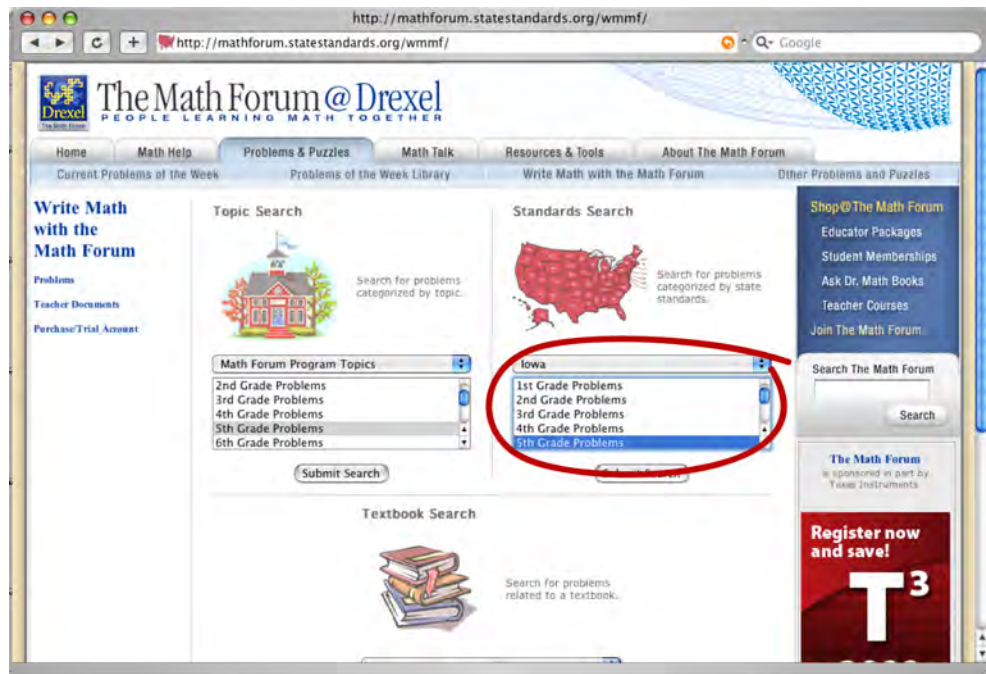 http://mathforum.statestandards.org/wmmf/
http://mathforum.statestandards.org/wmmf/
Google
Drexel
The Math Forum
The Math Forum @ Drexel
PEOPLE LEARNING MATH TOGETHER
Home
Math Help
Problems & Puzzles
Math Talk
Resources & Tools
About The Math Forum
Current Problems of the Week
Problems of the Week Library
Write Math with the Math Forum
Other Problems and Puzzles
Write Math
with the
Math Forum
Problems
Teacher Documents
Purchase/Trial Account
Topic Search
Search for problems
categorized by topic.
Math Forum Program Topics
2nd Grade Problems
3rd Grade Problems
4th Grade Problems
5th Grade Problems
6th Grade Problems
Submit Search
Standards Search
Search for problems
categorized by state
standards.
Iowa
1st Grade Problems
2nd Grade Problems
3rd Grade Problems
4th Grade Problems
5th Grade Problems
Submit Search
Textbook Search
Search for problems
related to a textbook.
Shop@The Math Forum
Educator Packages
Student Memberships
Ask Dr. Math Books
Teacher Courses
Join The Math Forum
Search The Math Forum
Search
The Math Forum
is sponsored in part by
Texas Instruments
Register now
and save!
T3